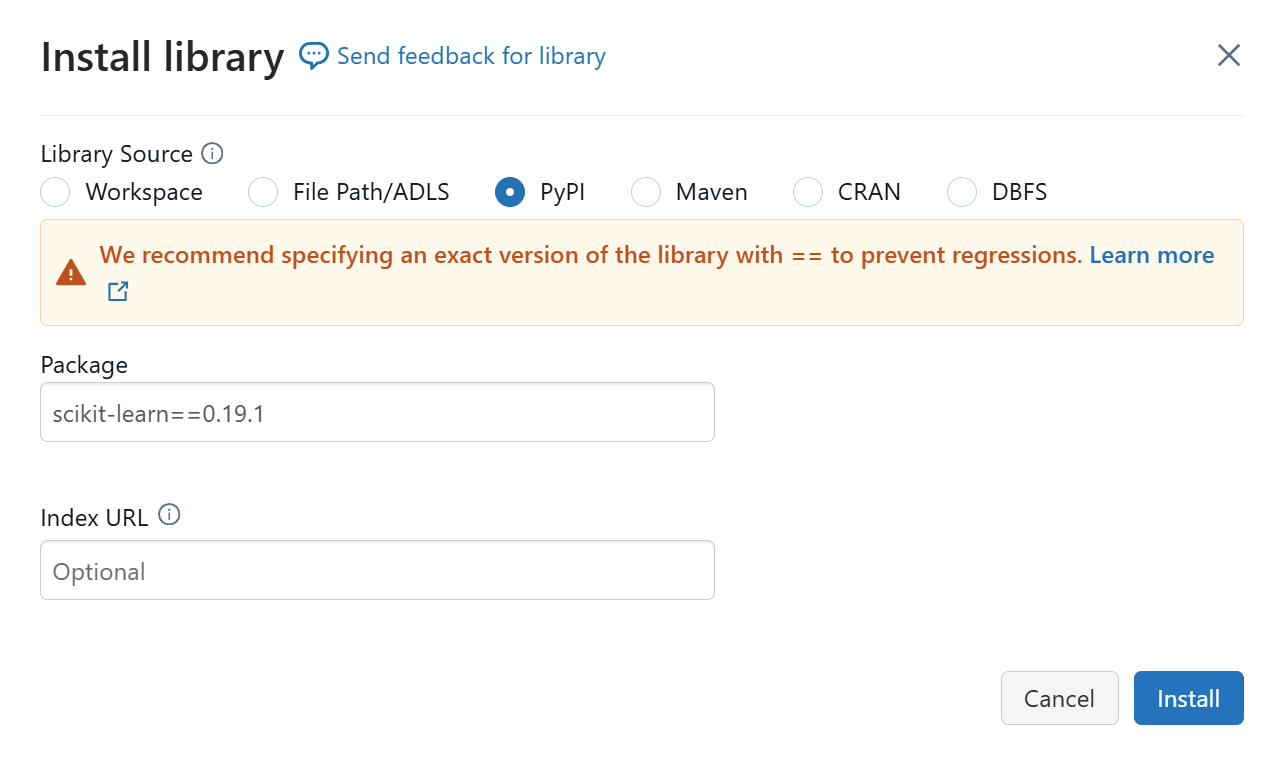 Install library Send feedback for library
Library Source
Workspace File Path/ADLS PyPI Maven CRAN DBFS
We recommend specifying an exact version of the library with == to prevent regressions. Learn more
Package
scikit-learn==0.19.1
Index URL
Optional
Cancel Install